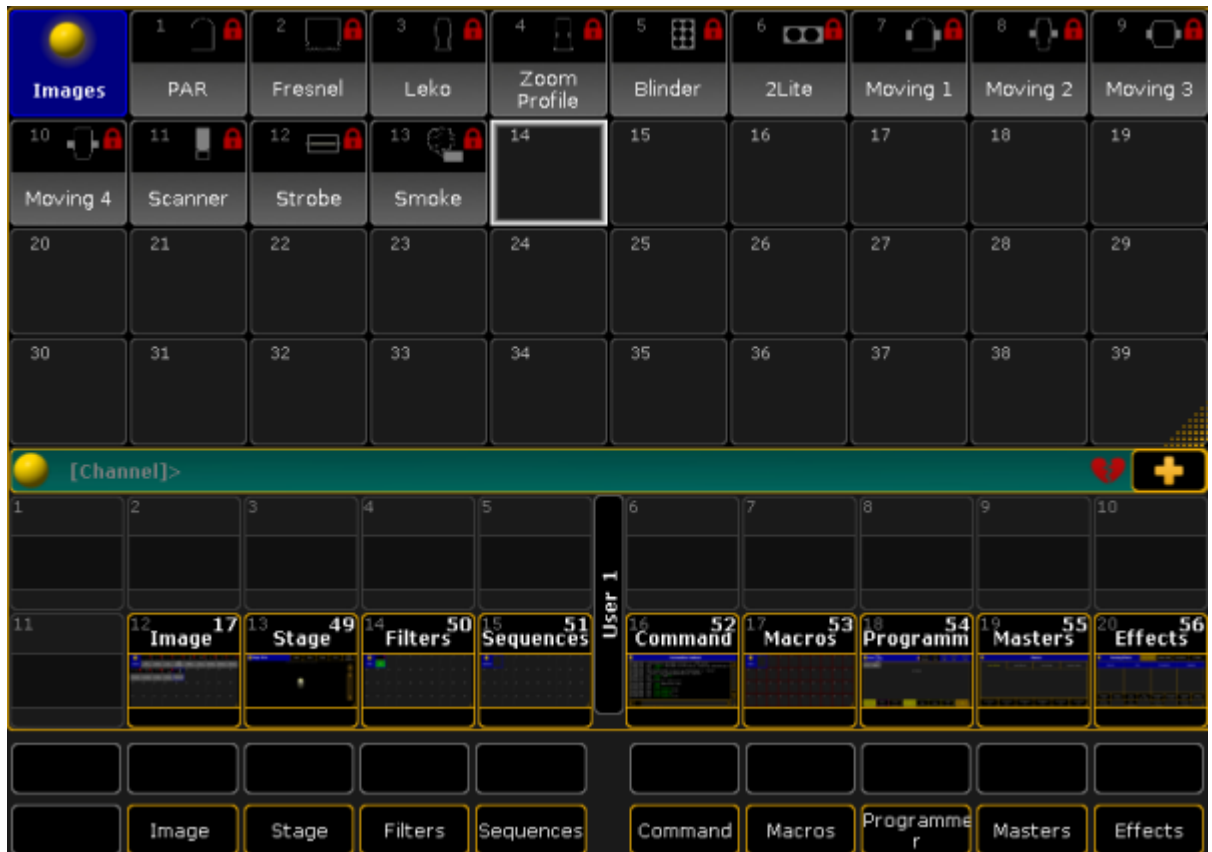 1 2 3 4 5 6 7 8 9
Images PAR Fresnel Leko Zoom Profile Blinder 2Lite Moving 1 Moving 2 Moving 3
10 11 12 13 14 15 16 17 18 19
Moving 4 Scanner Strobe Smoke
20 21 22 23 24 25 26 27 28 29
30 31 32 33 34 35 36 37 38 39
[Channel]>
1 2 3 4 5 6 7 8 9 10
User 1
11 12 17 13 49 14 50 15 51 16 52 17 53 18 54 19 55 20 56
Image Stage Filters Sequences Command Macros Programm Masters Effects
Image Stage Filters Sequences Command Macros Programmer Masters Effects